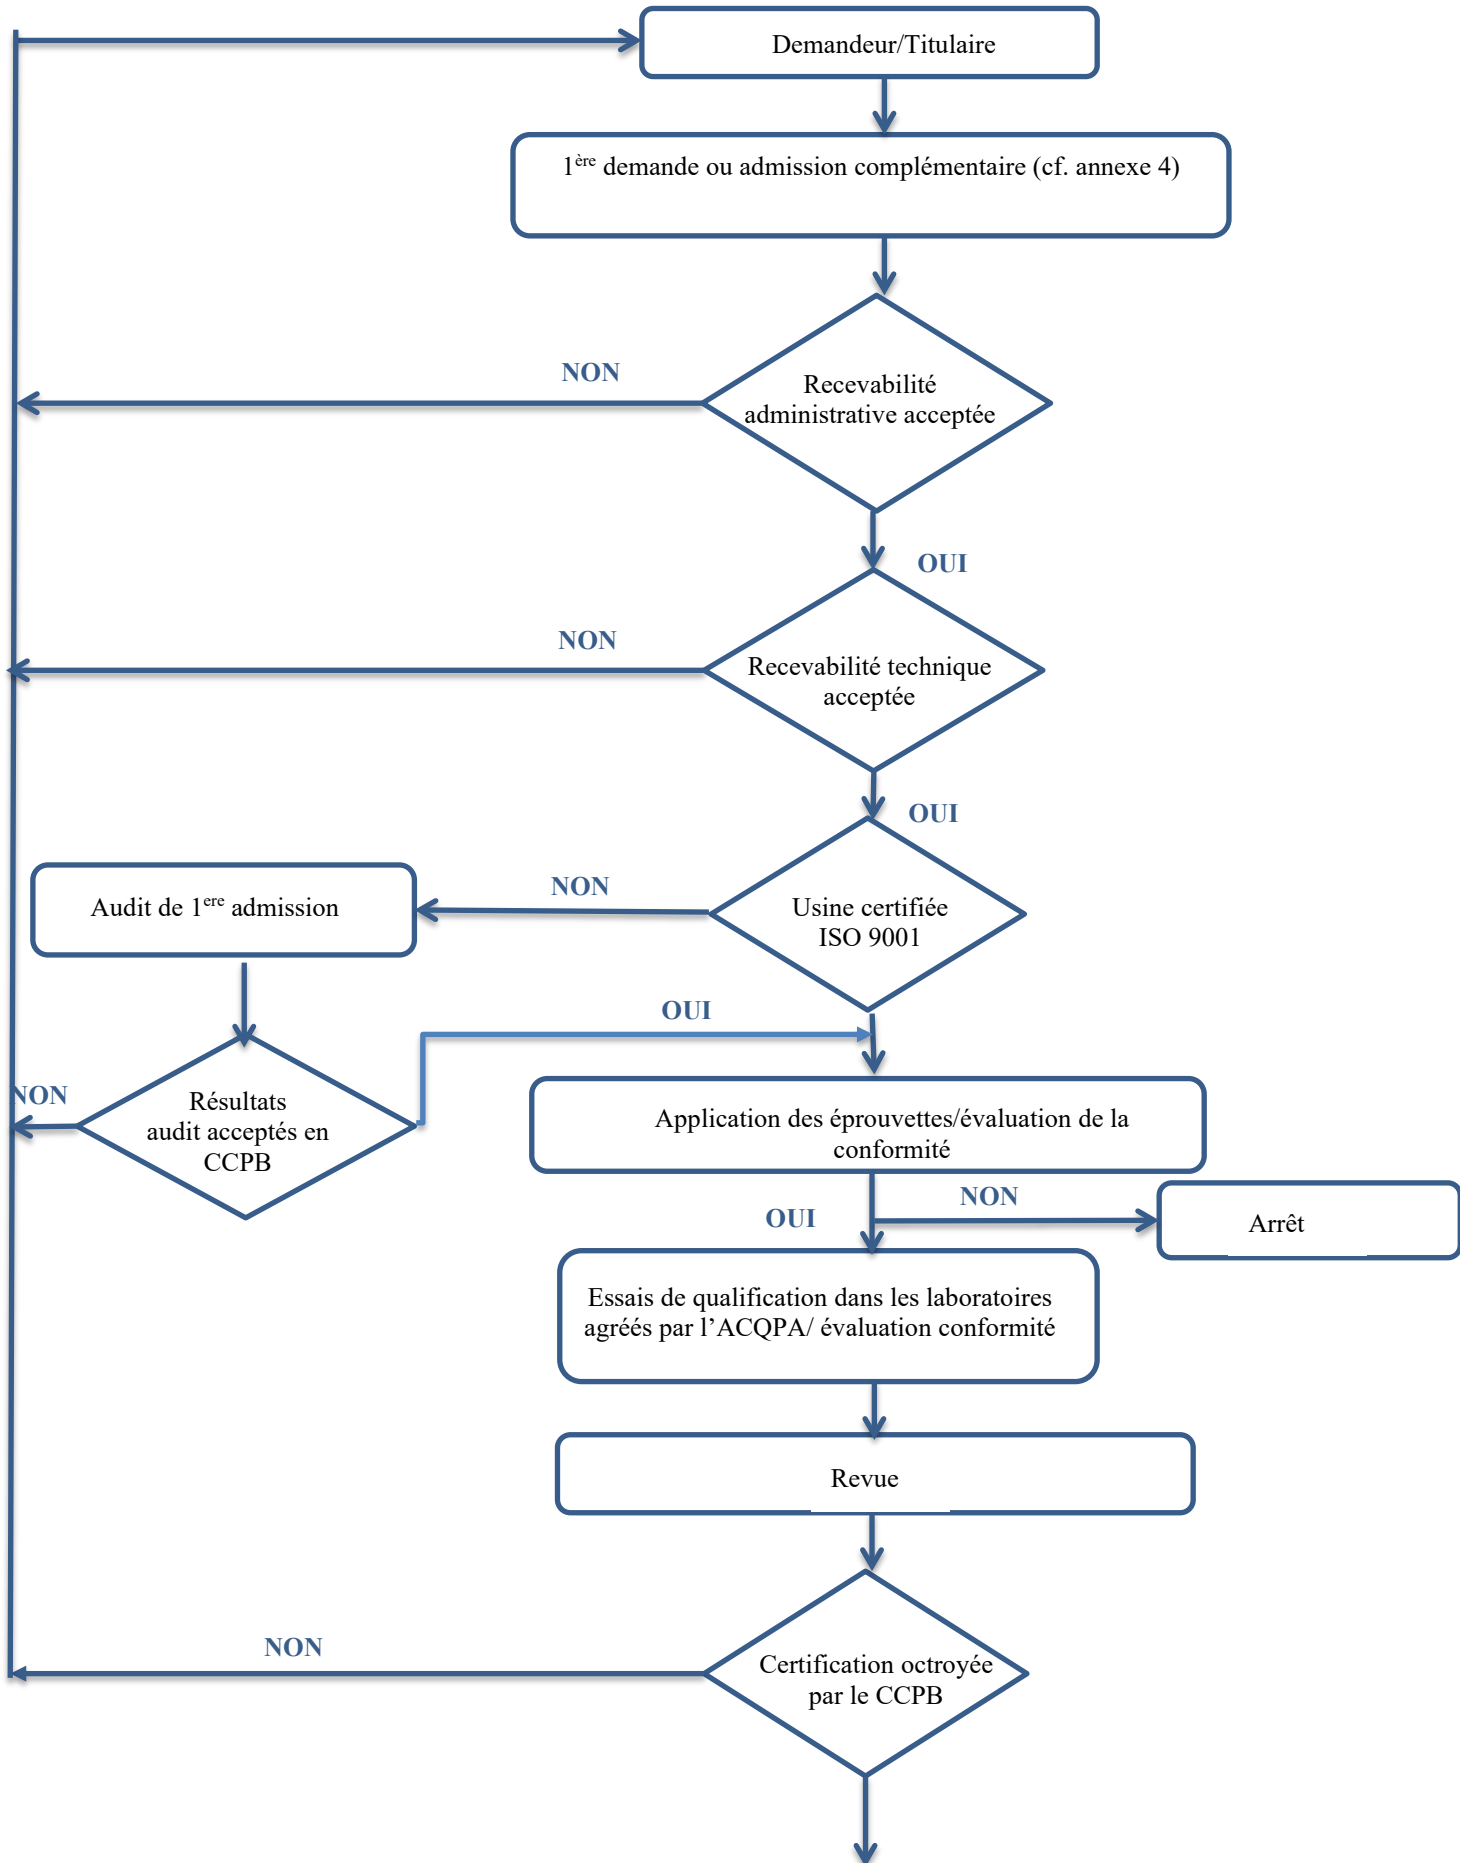 Demandeur/Titulaire
1ère demande ou admission complémentaire (cf. annexe 4)
NON
Recevabilité
administrative acceptée
OUI
NON
Recevabilité technique
acceptée
OUI
NON
Audit de 1ere admission
Usine certifiée
ISO 9001
OUI
NON
Résultats
audit acceptés en
CCPB
Application des éprouvettes/évaluation de la
conformité
NON
OUI
Arrêt
Essais de qualification dans les laboratoires
agréés par l’ACQPA/ évaluation conformité
Revue
NON
Certification octroyée
par le CCPB